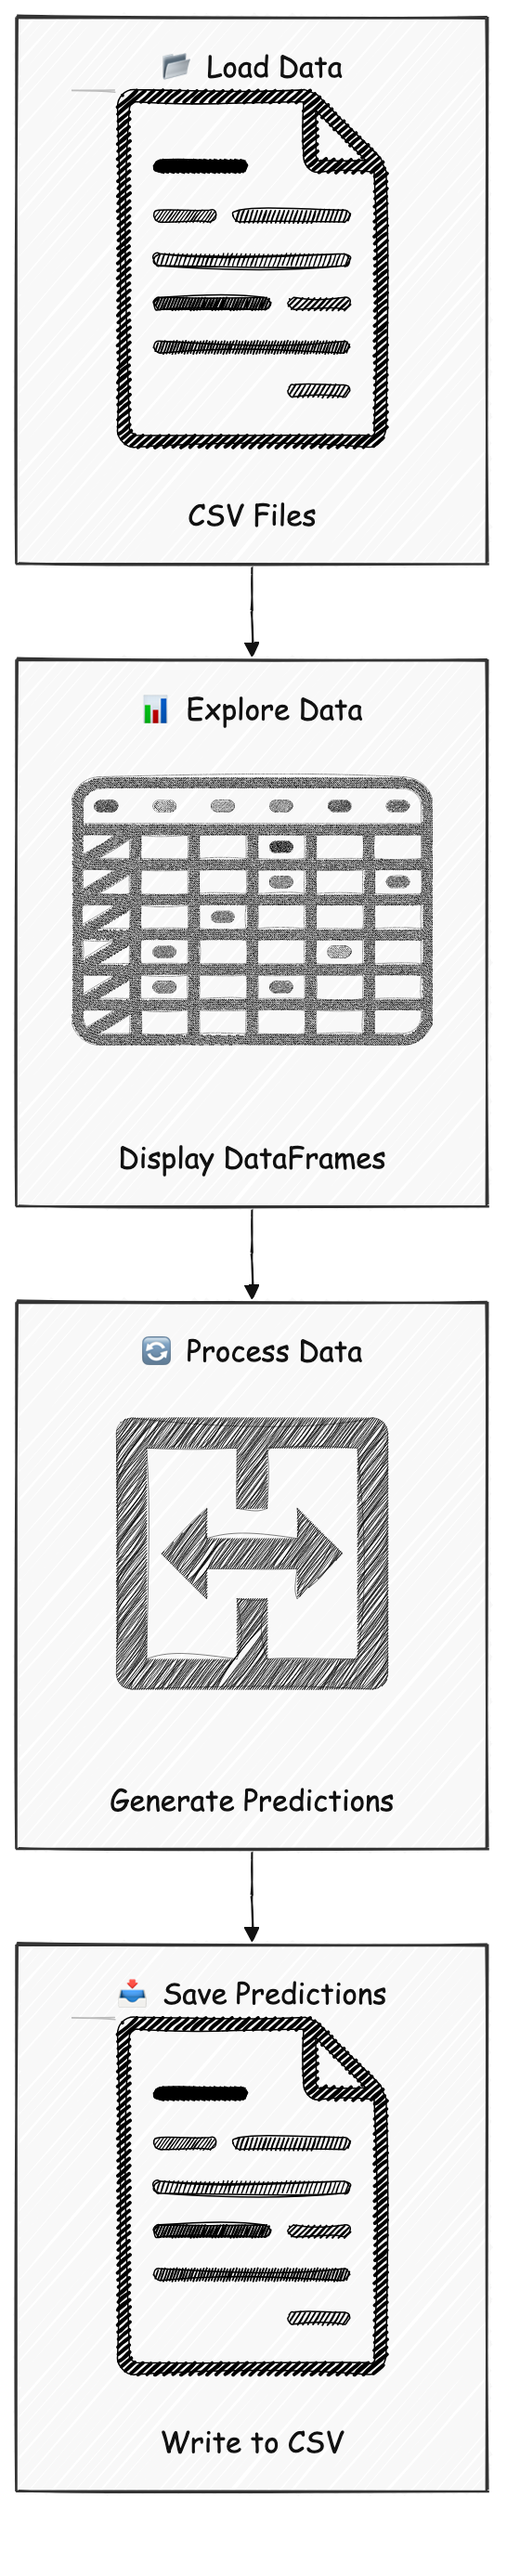 Load Data
CSV Files
Explore Data
Display DataFrames
Process Data
Generate Predictions
Save Predictions
Write to CSV